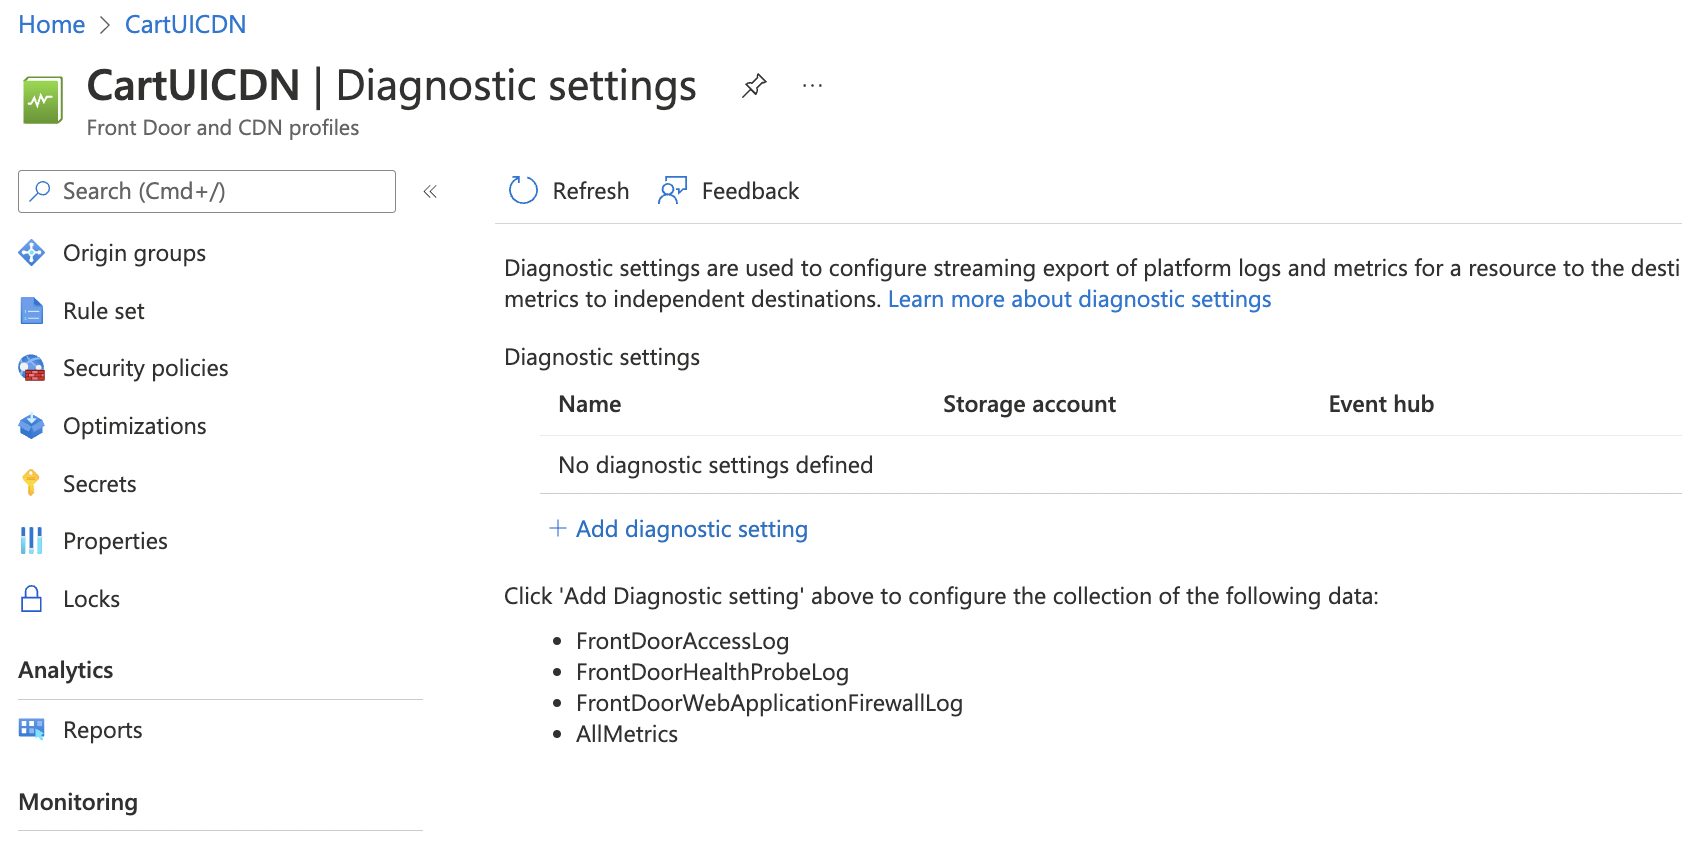 Home > CartUICDN
CartUICDN | Diagnostic settings ...
Front Door and CDN profiles
Search (Cmd+/) «
Origin groups
Rule set
Security policies
Optimizations
Secrets
Properties
Locks
Analytics
Reports
Monitoring
Refresh Feedback
Diagnostic settings are used to configure streaming export of platform logs and metrics for a resource to the desti
metrics to independent destinations. Learn more about diagnostic settings
Diagnostic settings
Name Storage account Event hub
No diagnostic settings defined
+ Add diagnostic setting
Click 'Add Diagnostic setting' above to configure the collection of the following data:
• FrontDoorAccessLog
• FrontDoorHealthProbeLog
• FrontDoorWebApplicationFirewallLog
• AllMetrics